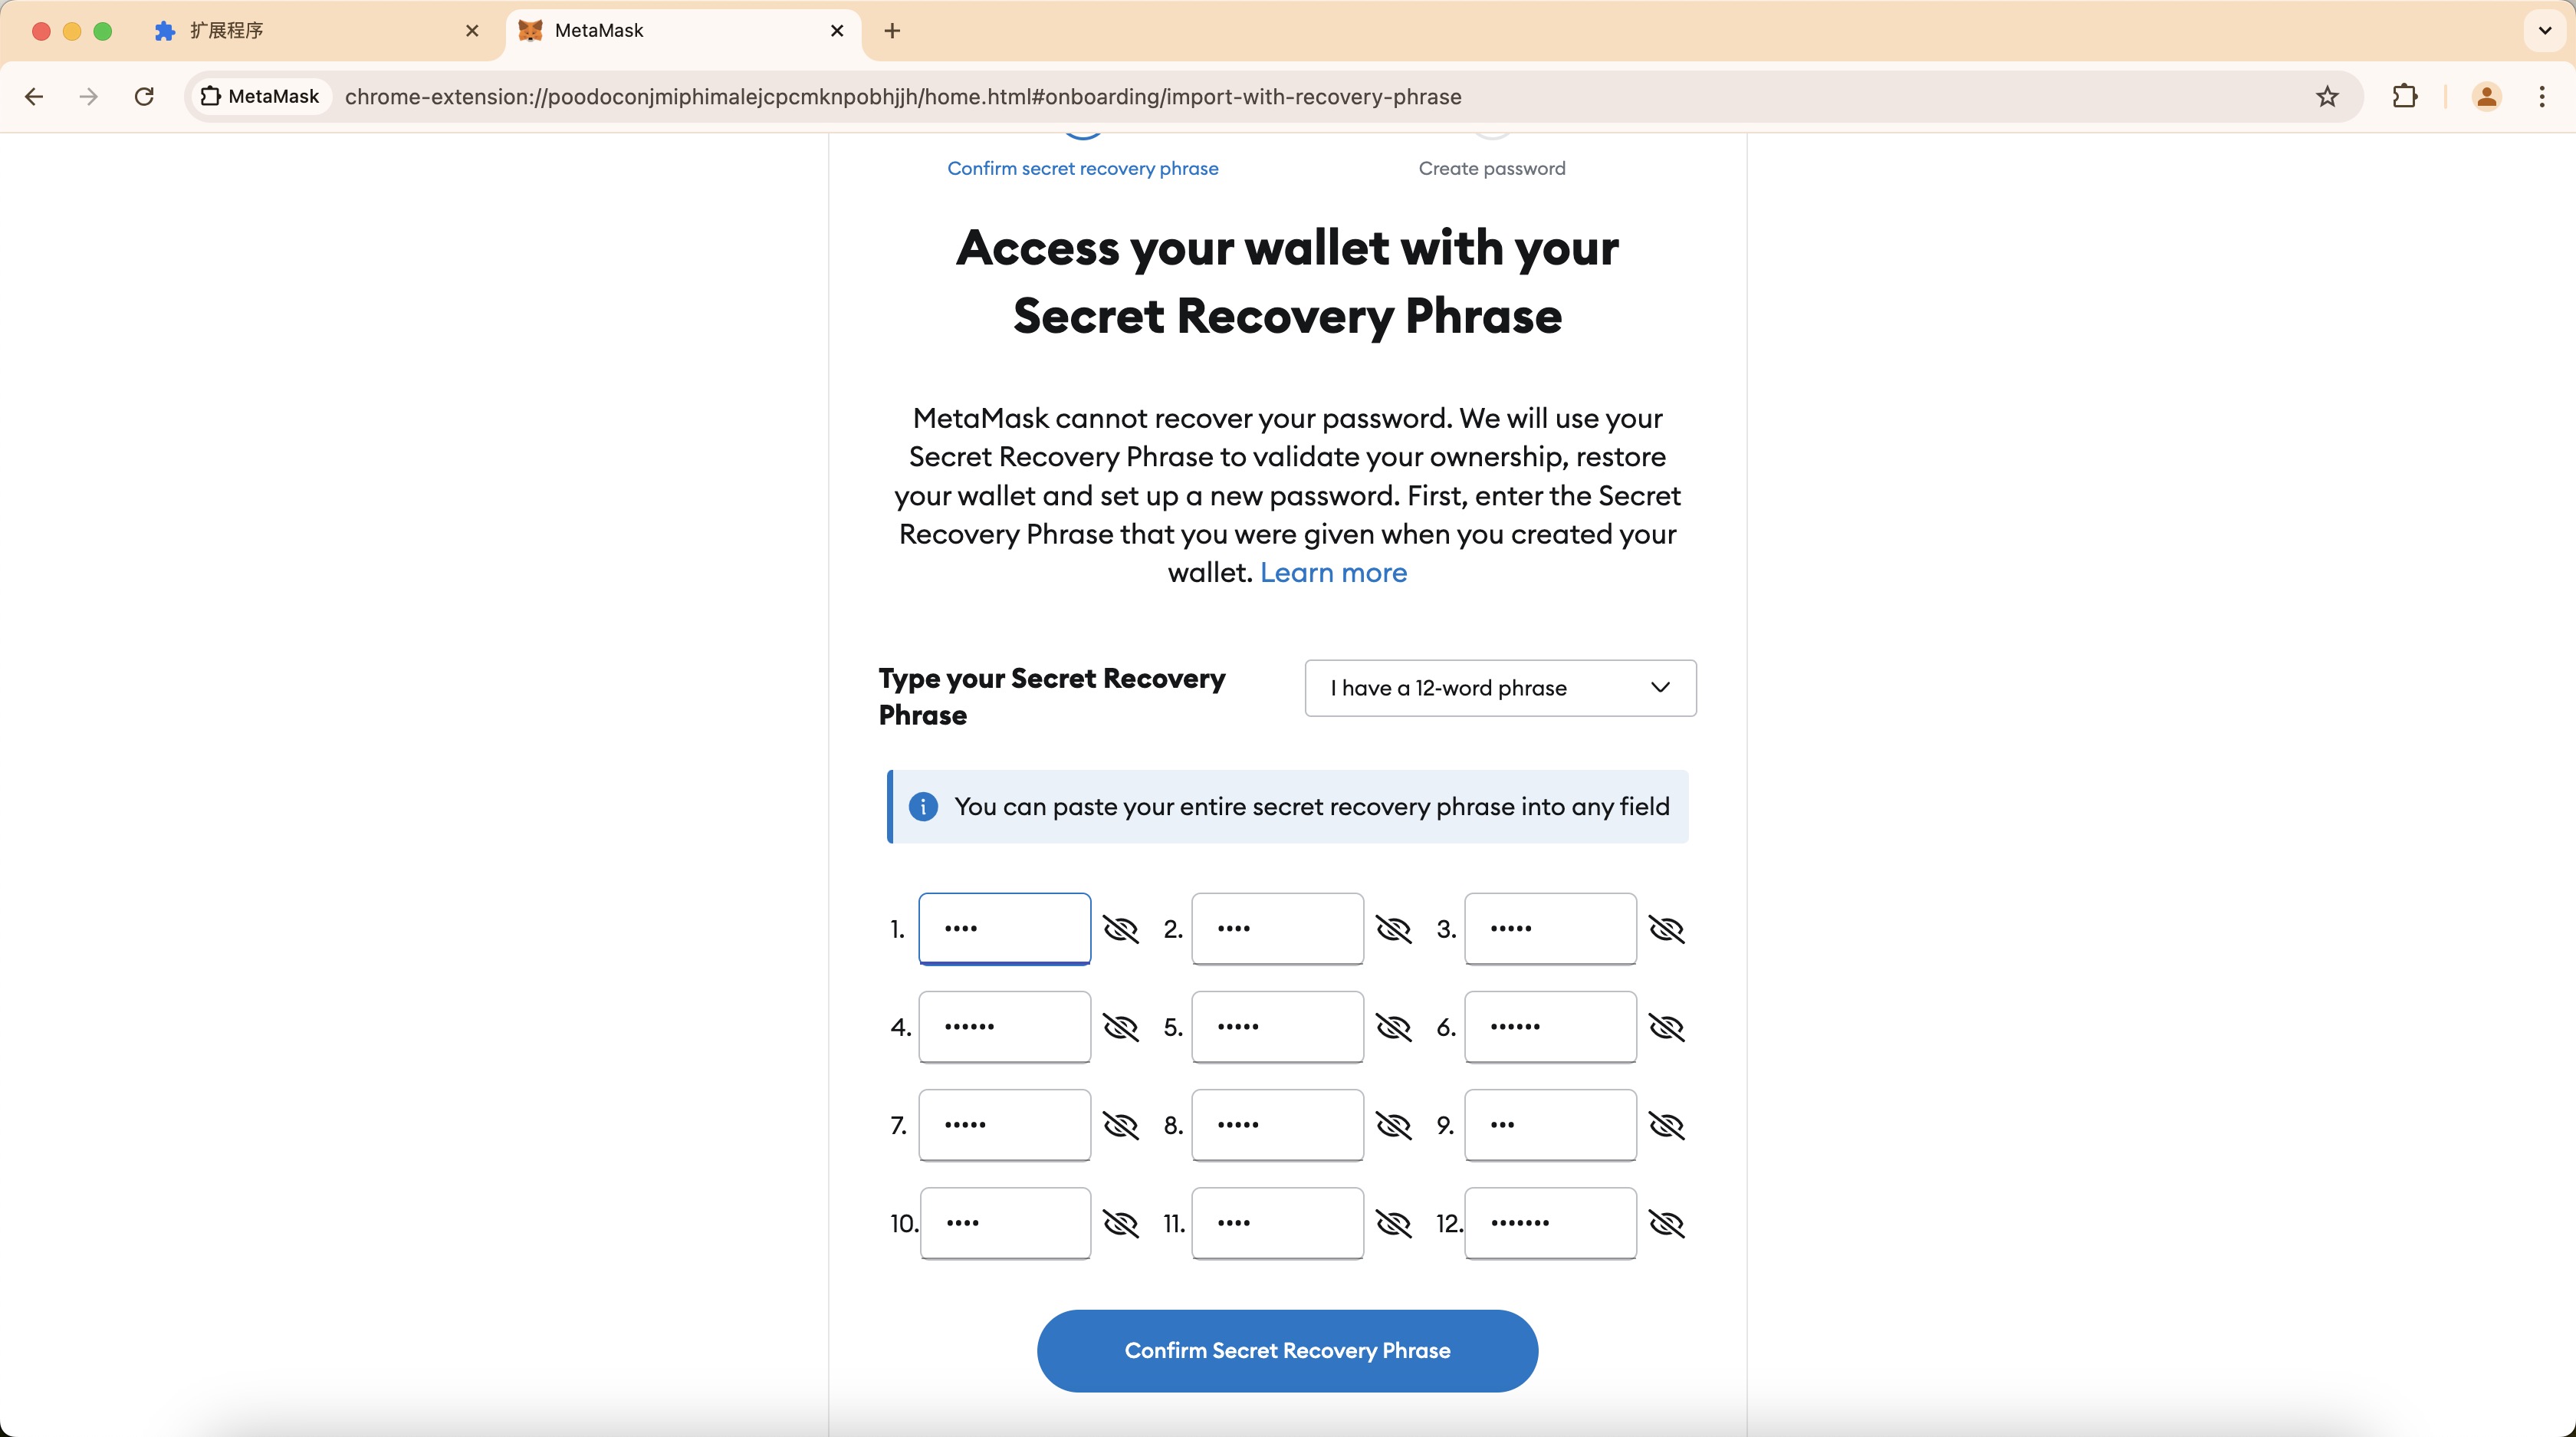 扩展程序
MetaMask
MetaMask
chrome-extension://poodoconjmiphimalejcpcmknpobhjjh/home.html#onboarding/import-with-recovery-phrase
Confirm secret recovery phrase
Create password
Access your wallet with your
Secret Recovery Phrase
MetaMask cannot recover your password. We will use your
Secret Recovery Phrase to validate your ownership, restore
your wallet and set up a new password. First, enter the Secret
Recovery Phrase that you were given when you created your
wallet. Learn more
Type your Secret Recovery
Phrase
I have a 12-word phrase
You can paste your entire secret recovery phrase into any field
1. •••• 2. •••• 3. •••••
4. •••••• 5. ••••• 6. ••••••
7. ••••• 8. ••••• 9. •••
10. •••• 11. •••• 12. •••••••
Confirm Secret Recovery Phrase